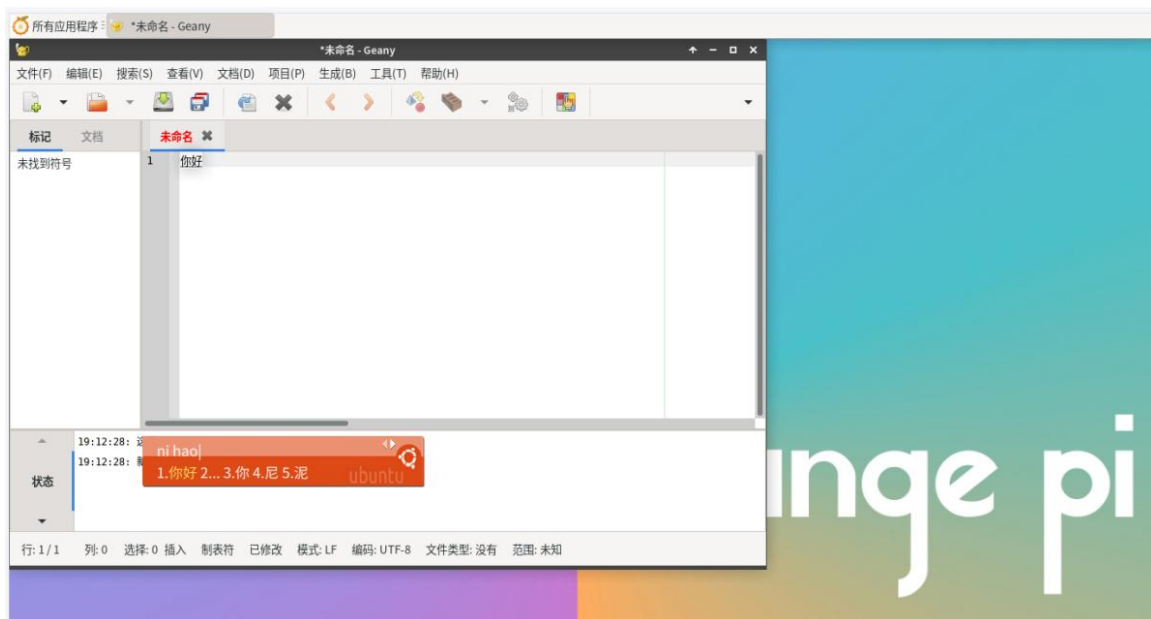 所有应用程序 *未命名 - Geany
*未命名 - Geany
文件(F) 编辑(E) 搜索(S) 查看(V) 文档(D) 项目(P) 生成(B) 工具(T) 帮助(H)
标记 文档 未命名
未找到符号 1 你好
19:12:28:
19:12:28:
状态
ni hao
1.你好 2... 3.你 4.尼 5.泥
ubuntu
行: 1 / 1 列: 0 选择: 0 插入 制表符 已修改 模式: LF 编码: UTF-8 文件类型: 没有 范围: 未知
nge pi